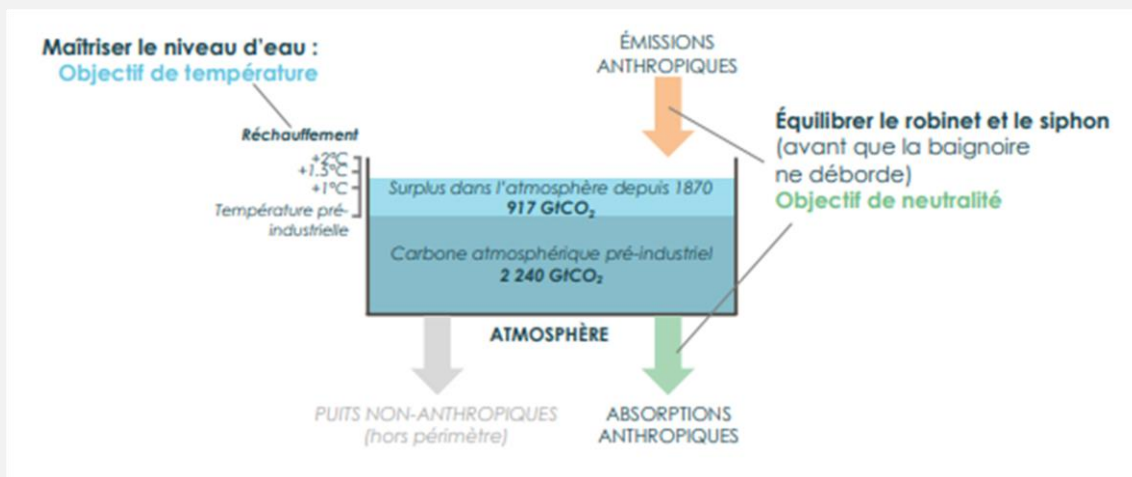 Maîtriser le niveau d'eau :
Objectif de température
Réchauffement
+2°C
+1.5°C
+1°C
Température pré-
industrielle
ÉMISSIONS
ANTHROPIQUES
Surplus dans l'atmosphère depuis 1870
917 GtCO₂
Carbone atmosphérique pré-industriel
2 240 GtCO₂
ATMOSPHÈRE
Équilibrer le robinet et le siphon
(avant que la baignoire
ne déborde)
Objectif de neutralité
PUITS NON-ANTHROPIQUES
(hors périmètre)
ABSORPTIONS
ANTHROPIQUES